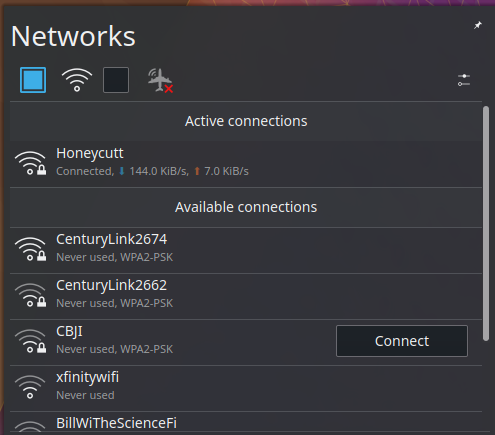 Networks
Active connections
Honeycutt
Connected, ⬇ 144.0 KiB/s, ⬆ 7.0 KiB/s
Available connections
CenturyLink2674
Never used, WPA2-PSK
CenturyLink2662
Never used, WPA2-PSK
CBJI
Never used, WPA2-PSK
Connect
xfinitywifi
Never used
BillWiTheScienceFi